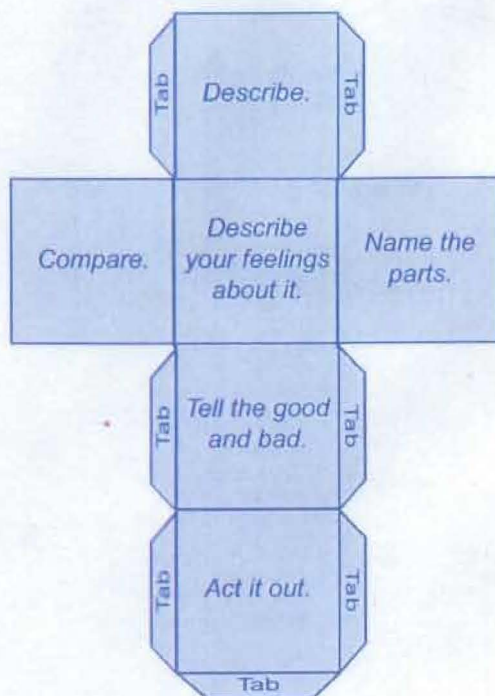 Tab
Describe.
Tab
Compare.
Describe
your feelings
about it.
Name the
parts.
Tab
Tell the good
and bad.
Tab
Tab
Act it out.
Tab
Tab